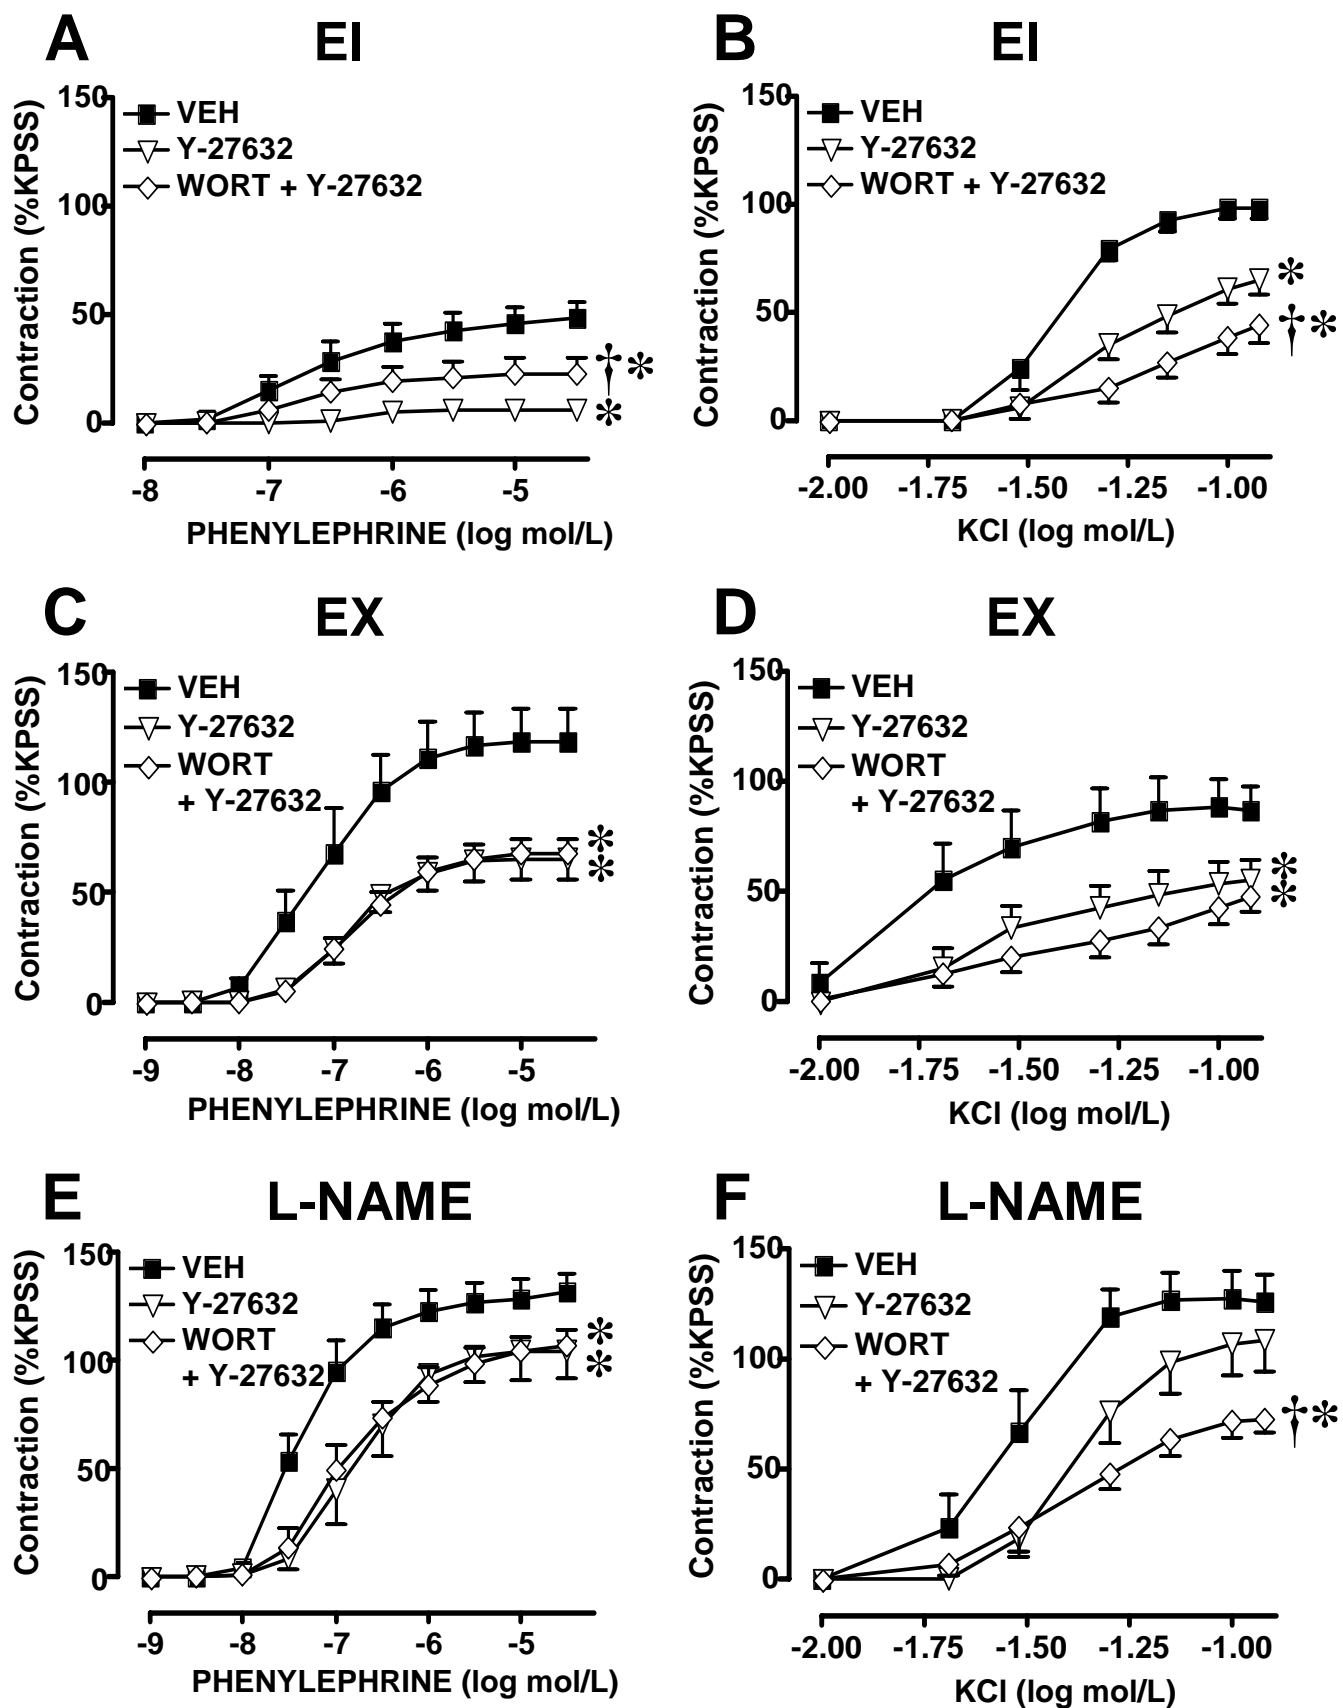 A
EI
Contraction (%KPSS)
150
100
50
0
VEH
Y-27632
WORT + Y-27632
†*
*
-8 -7 -6 -5
PHENYLEPHRINE (log mol/L)
B
EI
Contraction (%KPSS)
150
100
50
0
VEH
Y-27632
WORT + Y-27632
*
†*
-2.00 -1.75 -1.50 -1.25 -1.00
KCl (log mol/L)
C
EX
Contraction (%KPSS)
150
100
50
0
VEH
Y-27632
WORT
+ Y-27632
*
*
-9 -8 -7 -6 -5
PHENYLEPHRINE (log mol/L)
D
EX
Contraction (%KPSS)
150
100
50
0
VEH
Y-27632
WORT
+ Y-27632
*
*
-2.00 -1.75 -1.50 -1.25 -1.00
KCl (log mol/L)
E
L-NAME
Contraction (%KPSS)
150
100
50
0
VEH
Y-27632
WORT
+ Y-27632
*
*
-9 -8 -7 -6 -5
PHENYLEPHRINE (log mol/L)
F
L-NAME
Contraction (%KPSS)
150
100
50
0
VEH
Y-27632
WORT
+ Y-27632
†*
-2.00 -1.75 -1.50 -1.25 -1.00
KCl (log mol/L)